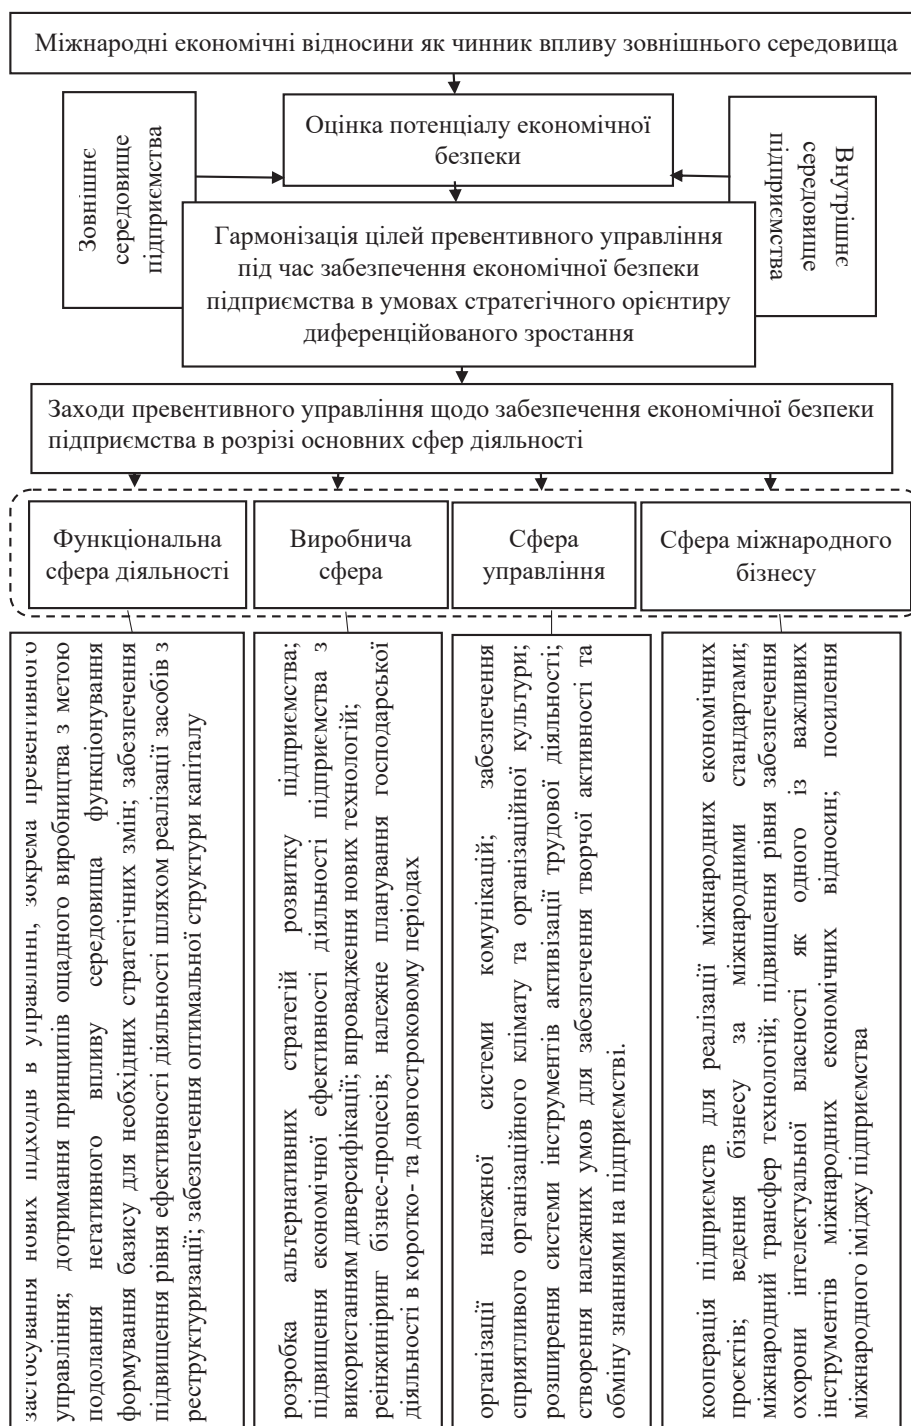 Міжнародні економічні відносини як чинник впливу зовнішнього середовища
Зовнішнє
середовище
підприємства
Оцінка потенціалу економічної
безпеки
Внутрішнє
середовище
підприємства
Гармонізація цілей превентивного управління
під час забезпечення економічної безпеки
підприємства в умовах стратегічного орієнтиру
диференційованого зростання
Заходи превентивного управління щодо забезпечення економічної безпеки
підприємства в розрізі основних сфер діяльності
Функціональна
сфера діяльності
Виробнича
сфера
Сфера
управління
Сфера міжнародного
бізнесу
застосування нових підходів в управлінні, зокрема превентивного
управління; дотримання принципів ощадного виробництва з метою
подолання негативного впливу середовища функціонування
формування базису для необхідних стратегічних змін; забезпечення
підвищення рівня ефективності діяльності шляхом реалізації засобів з
реструктуризації; забезпечення оптимальної структури капіталу
розробка альтернативних стратегій розвитку підприємства;
підвищення економічної ефективності діяльності підприємства з
використанням диверсифікації; впровадження нових технологій;
реінжиніринг бізнес-процесів; належне планування господарської
діяльності в коротко- та довгостроковому періодах
організації належної системи комунікацій; забезпечення
сприятливого організаційного клімату та організаційної культури;
розширення системи інструментів активізації трудової діяльності;
створення належних умов для забезпечення творчої активності та
обміну знаннями на підприємстві.
кооперація підприємств для реалізації міжнародних економічних
проєктів; ведення бізнесу за міжнародними стандартами;
міжнародний трансфер технологій; підвищення рівня забезпечення
охорони інтелектуальної власності як одного із важливих
інструментів міжнародних економічних відносин; посилення
міжнародного іміджу підприємства